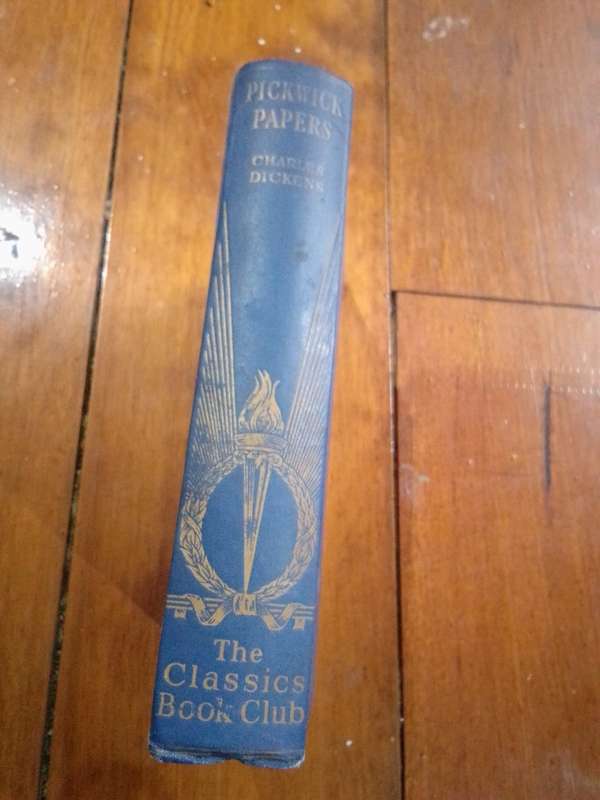 PICKWICK
PAPERS
CHARLES
DICKENS
The
Classics
Book Club